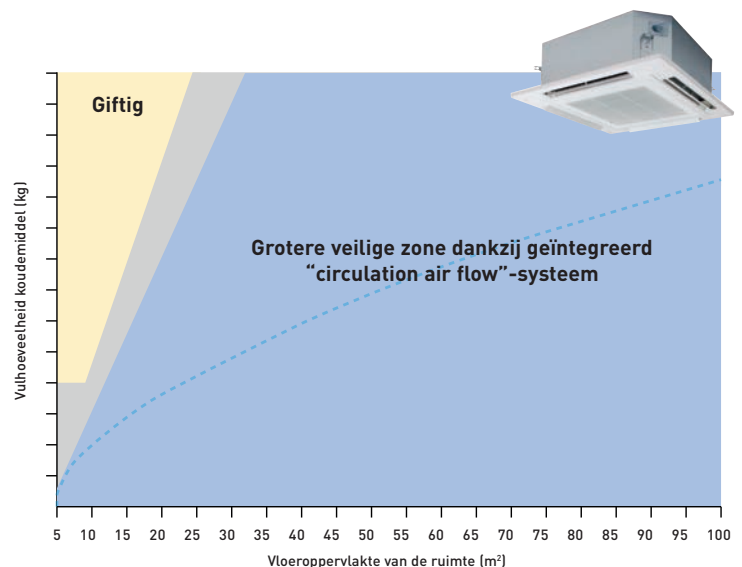 Giftig
Vulhoeveelheid koudemiddel (kg)
Grotere veilige zone dankzij geïntegreerd
“circulation air flow”-systeem
5 10 15 20 25 30 35 40 45 50 55 60 65 70 75 80 85 90 95 100
Vloeroppervlakte van de ruimte (m²)